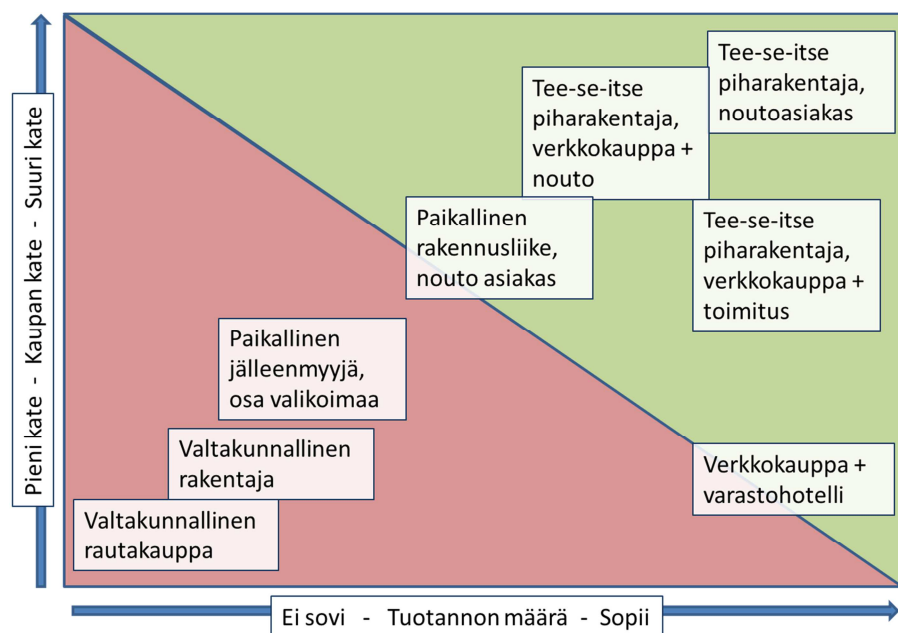 Tee-se-itse
piharakentaja,
noutoasiakas
Tee-se-itse
piharakentaja,
verkkokauppa +
nouto
Paikallinen
rakennusliike,
nouto asiakas
Tee-se-itse
piharakentaja,
verkkokauppa +
toimitus
Paikallinen
jälleenmyyjä,
osa valikoimaa
Valtakunnallinen
rakentaja
Verkkokauppa +
varastohotelli
Valtakunnallinen
rautakauppa
Pieni kate - Kaupan kate - Suuri kate
Ei sovi - Tuotannon määrä - Sopii